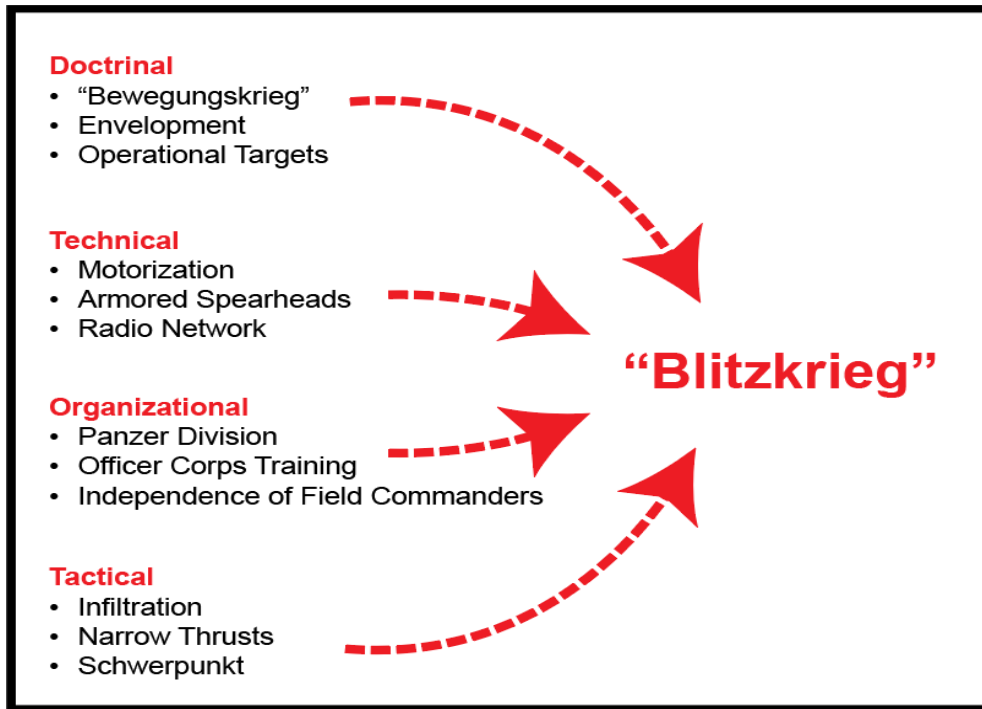 Doctrinal
• “Bewegungskrieg”
• Envelopment
• Operational Targets
Technical
• Motorization
• Armored Spearheads
• Radio Network
Organizational
• Panzer Division
• Officer Corps Training
• Independence of Field Commanders
Tactical
• Infiltration
• Narrow Thrusts
• Schwerpunkt
“Blitzkrieg”